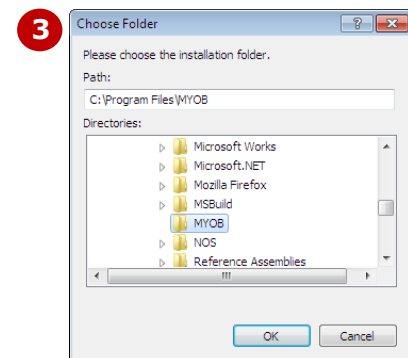 3
Choose Folder
Please choose the installation folder.
Path:
C:\Program Files\MYOB
Directories:
Microsoft Works
Microsoft.NET
Mozilla Firefox
MSBuild
MYOB
NOS
Reference Assemblies
OK Cancel